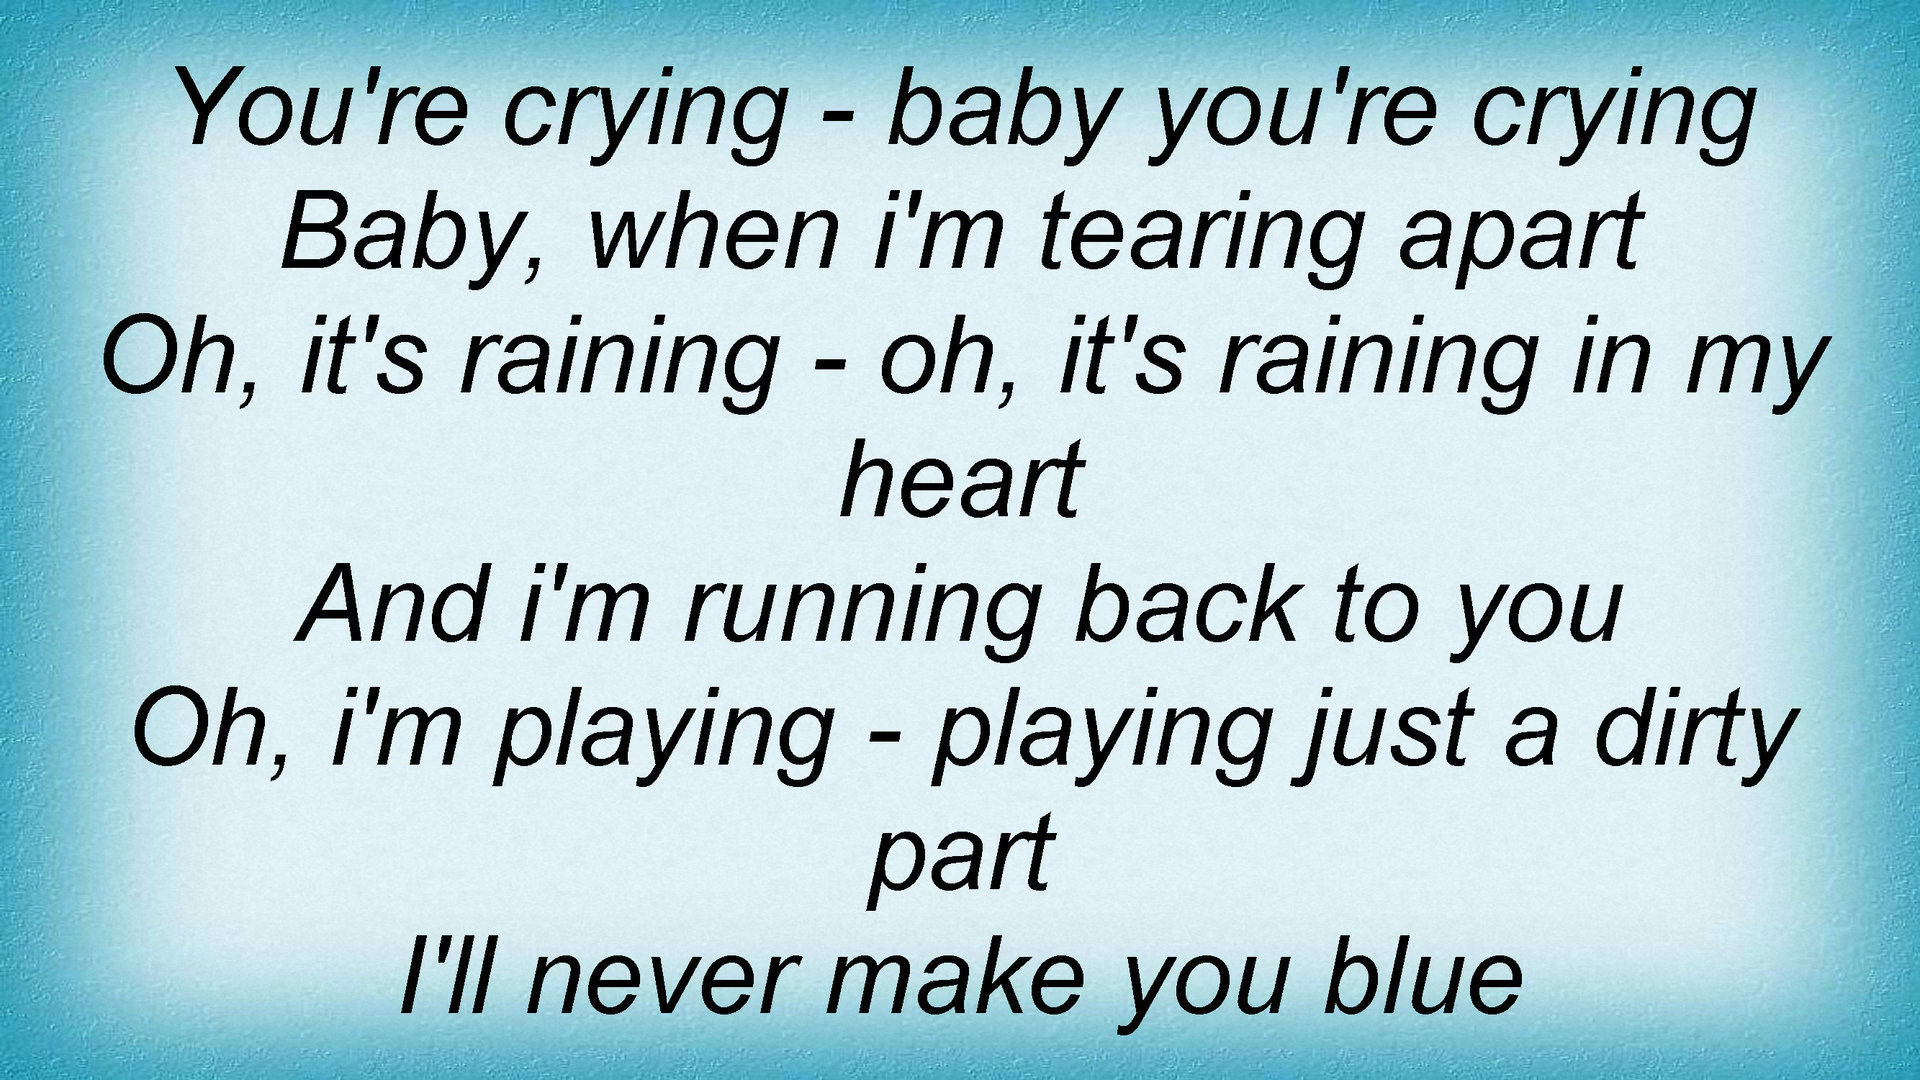 You're crying - baby you're crying
Baby, when i'm tearing apart
Oh, it's raining - oh, it's raining in my
heart
And i'm running back to you
Oh, i'm playing - playing just a dirty
part
I'll never make you blue